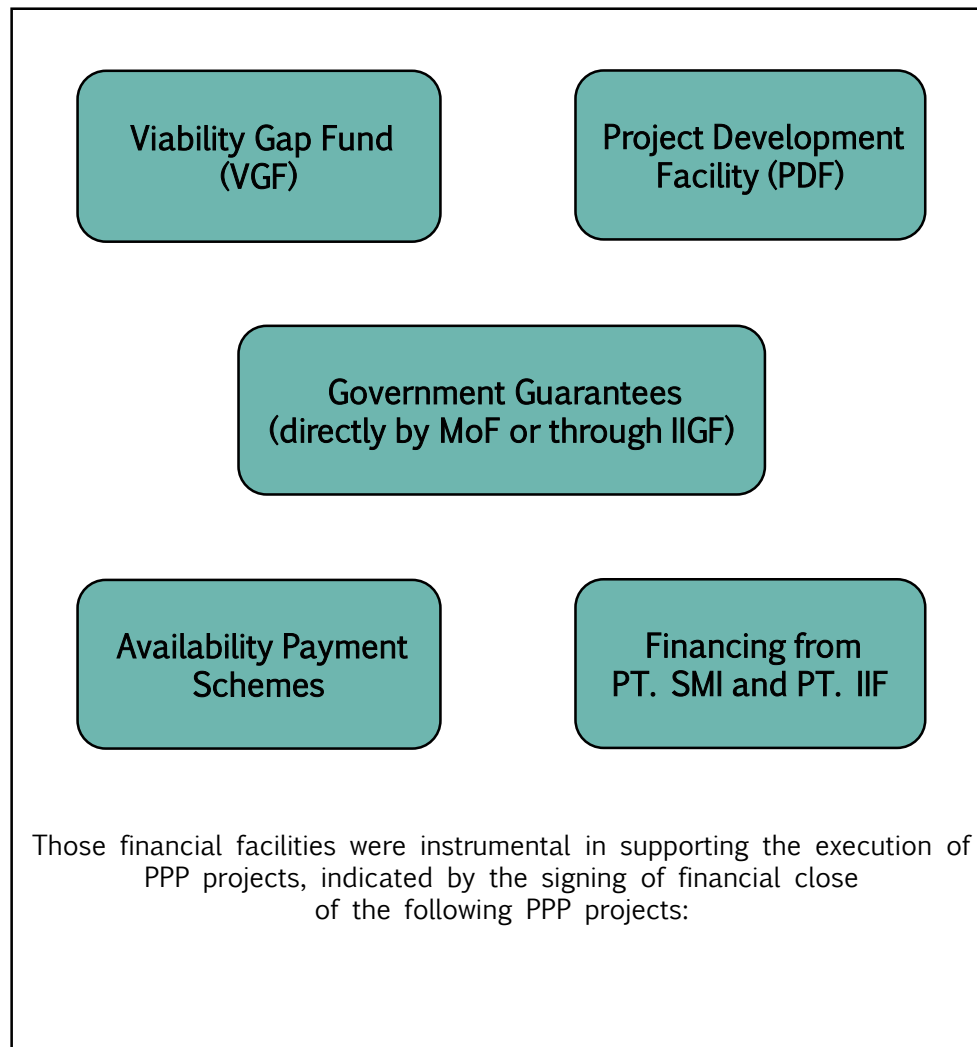 Viability Gap Fund
(VGF)
Project Development
Facility (PDF)
Government Guarantees
(directly by MoF or through IIGF)
Availability Payment
Schemes
Financing from
PT. SMI and PT. IIF
Those financial facilities were instrumental in supporting the execution of
PPP projects, indicated by the signing of financial close
of the following PPP projects: